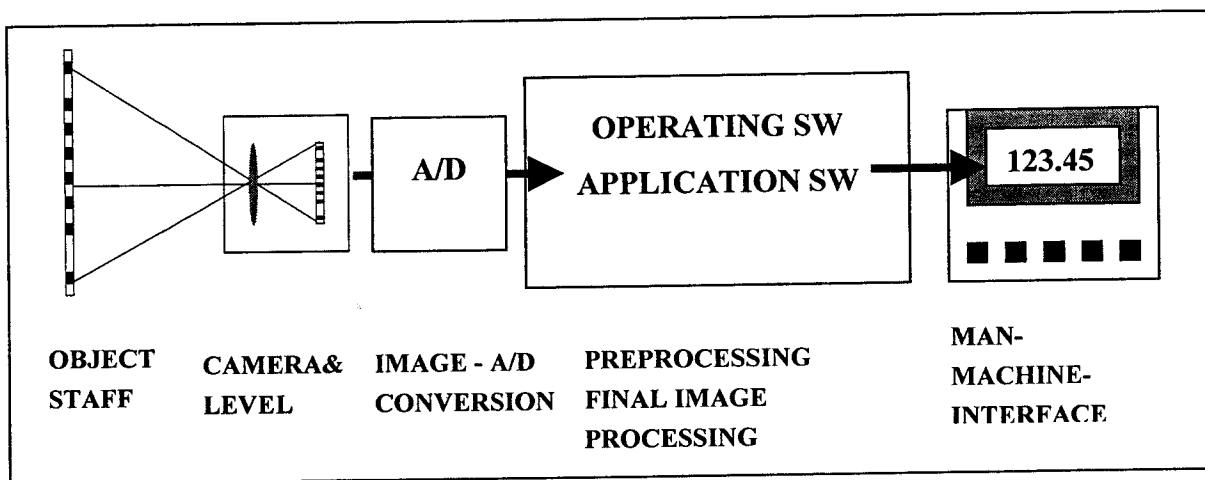 A/D
OPERATING SW
APPLICATION SW
123.45
OBJECT
STAFF
CAMERA&
LEVEL
IMAGE - A/D
CONVERSION
PREPROCESSING
FINAL IMAGE
PROCESSING
MAN-
MACHINE-
INTERFACE